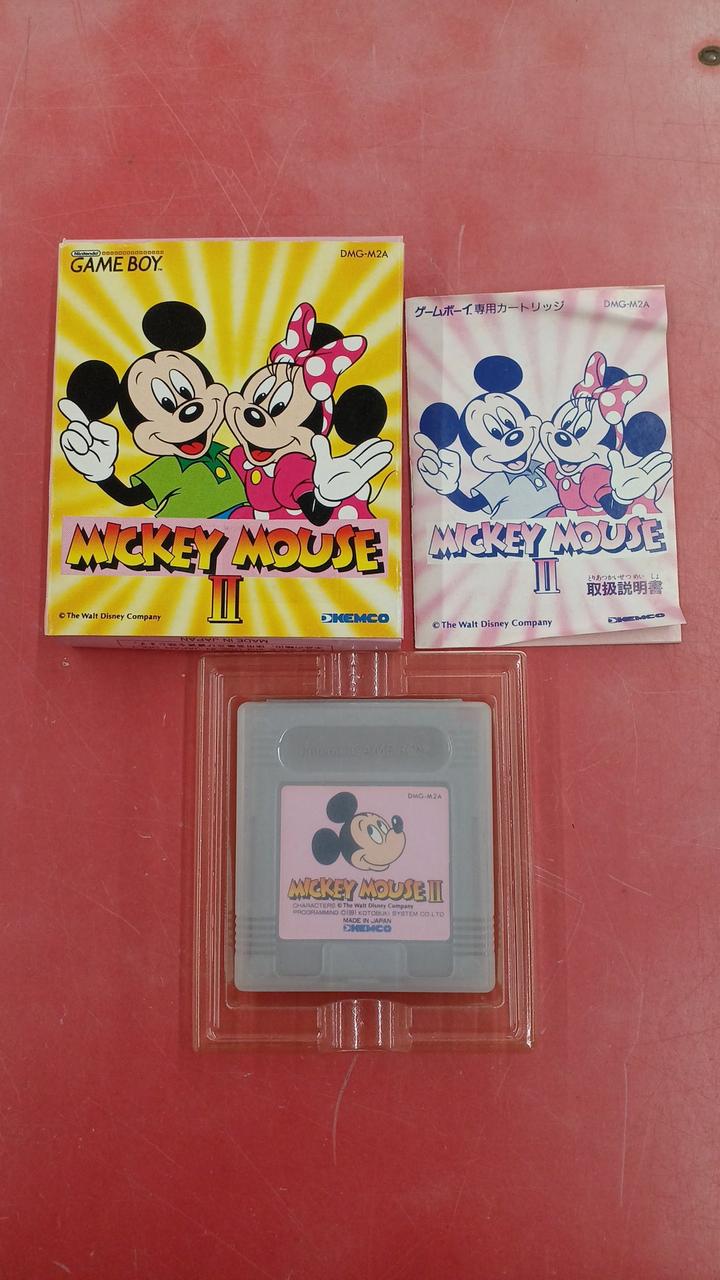 Nintendo
GAME BOY™
DMG-M2A
MICKEY MOUSE
II
© The Walt Disney Company
KEMCO
MADE IN JAPAN
ゲームボーイ専用カートリッジ
DMG-M2A
MICKEY MOUSE
II
とりあつかいせつめいしょ
取扱説明書
© The Walt Disney Company
KEMCO
Nintendo GAME BOY
DMG-M2A
MICKEY MOUSE II
CHARACTERS © The Walt Disney Company
PROGRAMMING ©1991 KOTOBUKI SYSTEM CO.,LTD
MADE IN JAPAN
KEMCO